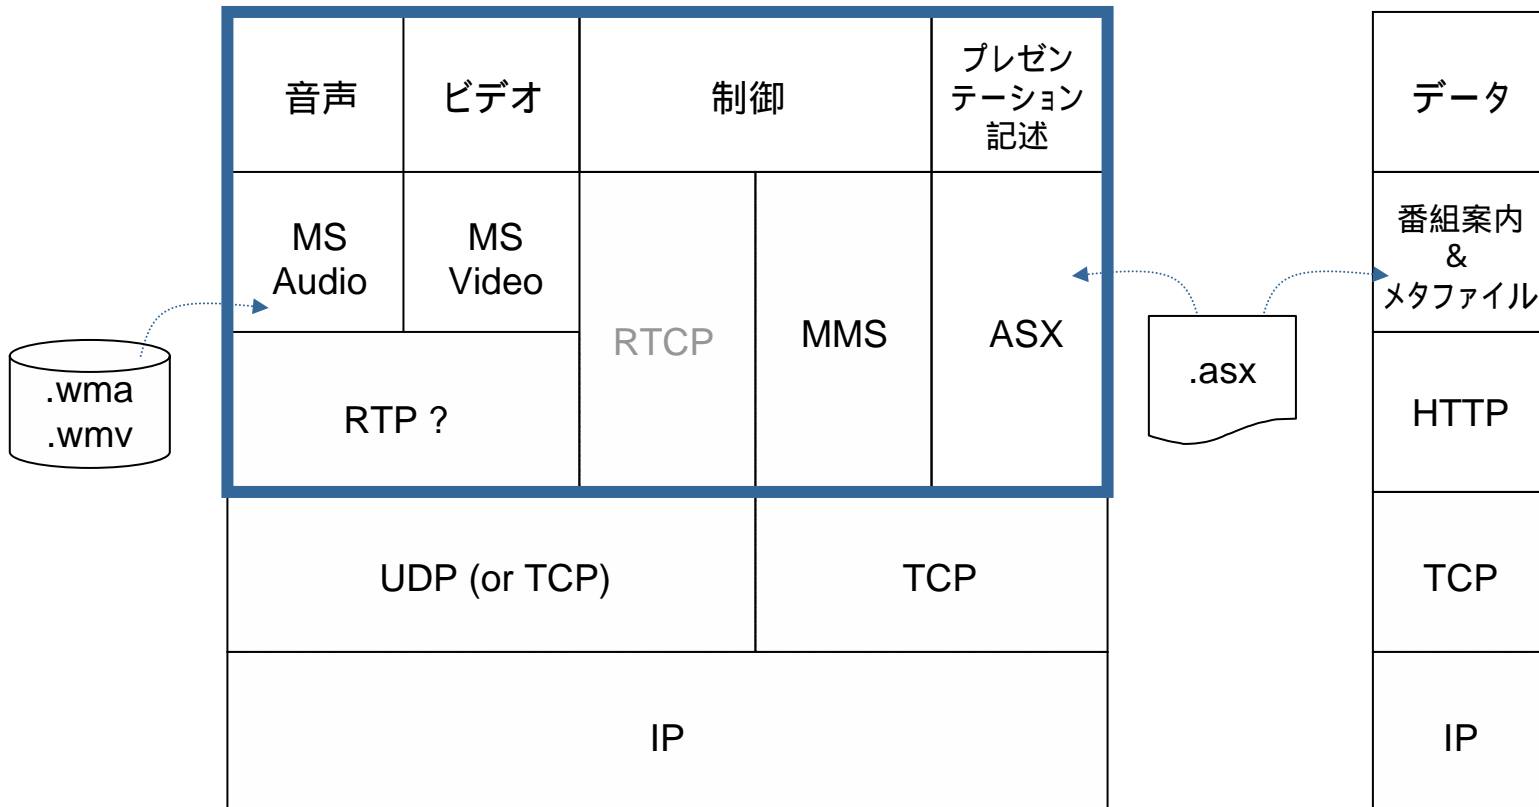 音声
ビデオ
制御
プレゼン
テーション
記述
データ
MS
Audio
MS
Video
RTCP
MMS
ASX
番組案内
&
メタファイル
.wma
.wmv
RTP ?
.asx
HTTP
UDP (or TCP)
TCP
TCP
IP
IP